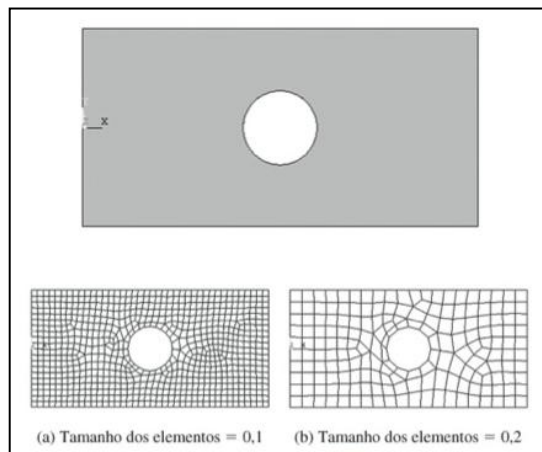 x
(a) Tamanho dos elementos = 0,1
(b) Tamanho dos elementos = 0,2